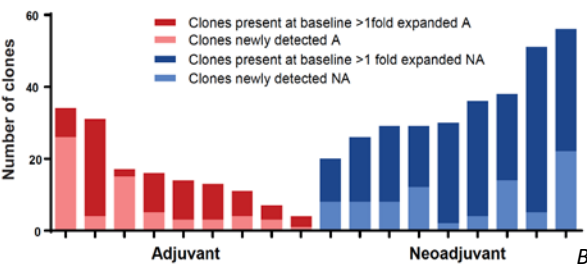 60
40
20
0
Number of clones
Clones present at baseline >1fold expanded A
Clones newly detected A
Clones present at baseline >1 fold expanded NA
Clones newly detected NA
Adjuvant
Neoadjuvant
B